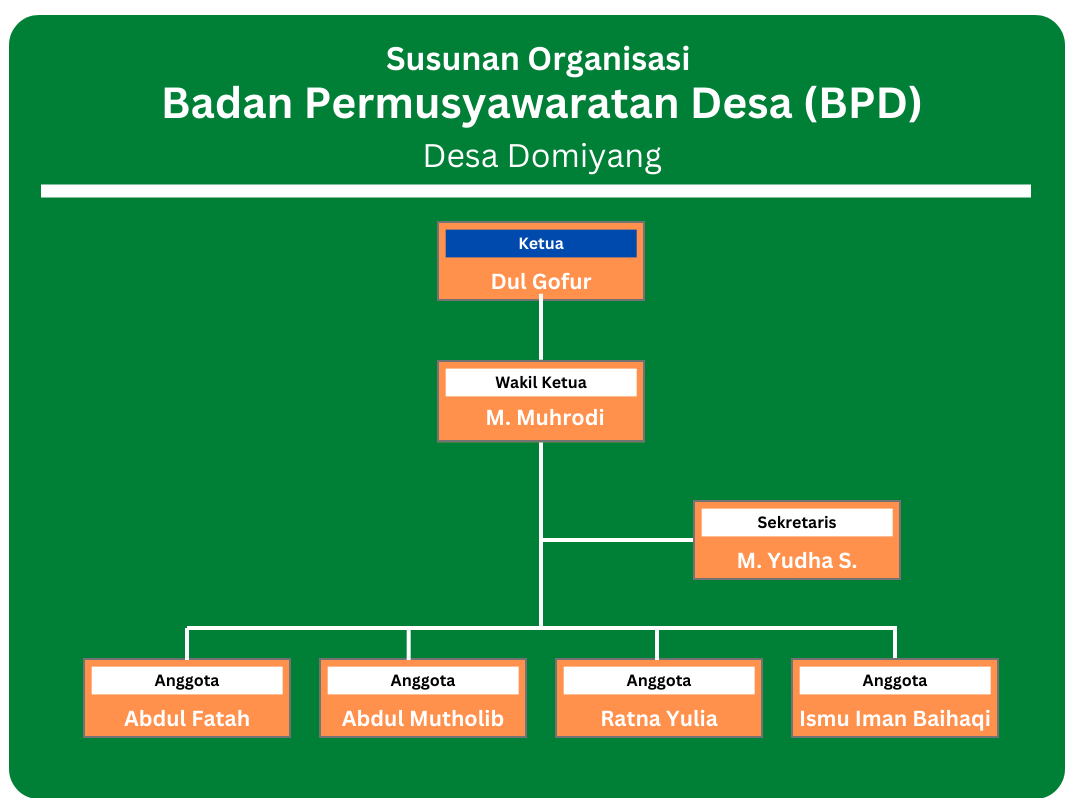 Susunan Organisasi
Badan Permusyawaratan Desa (BPD)
Desa Domiyang
Ketua
Dul Gofur
Wakil Ketua
M. Muhrodi
Sekretaris
M. Yudha S.
Anggota
Abdul Fatah
Anggota
Abdul Mutholib
Anggota
Ratna Yulia
Anggota
Ismu Iman Baihaqi